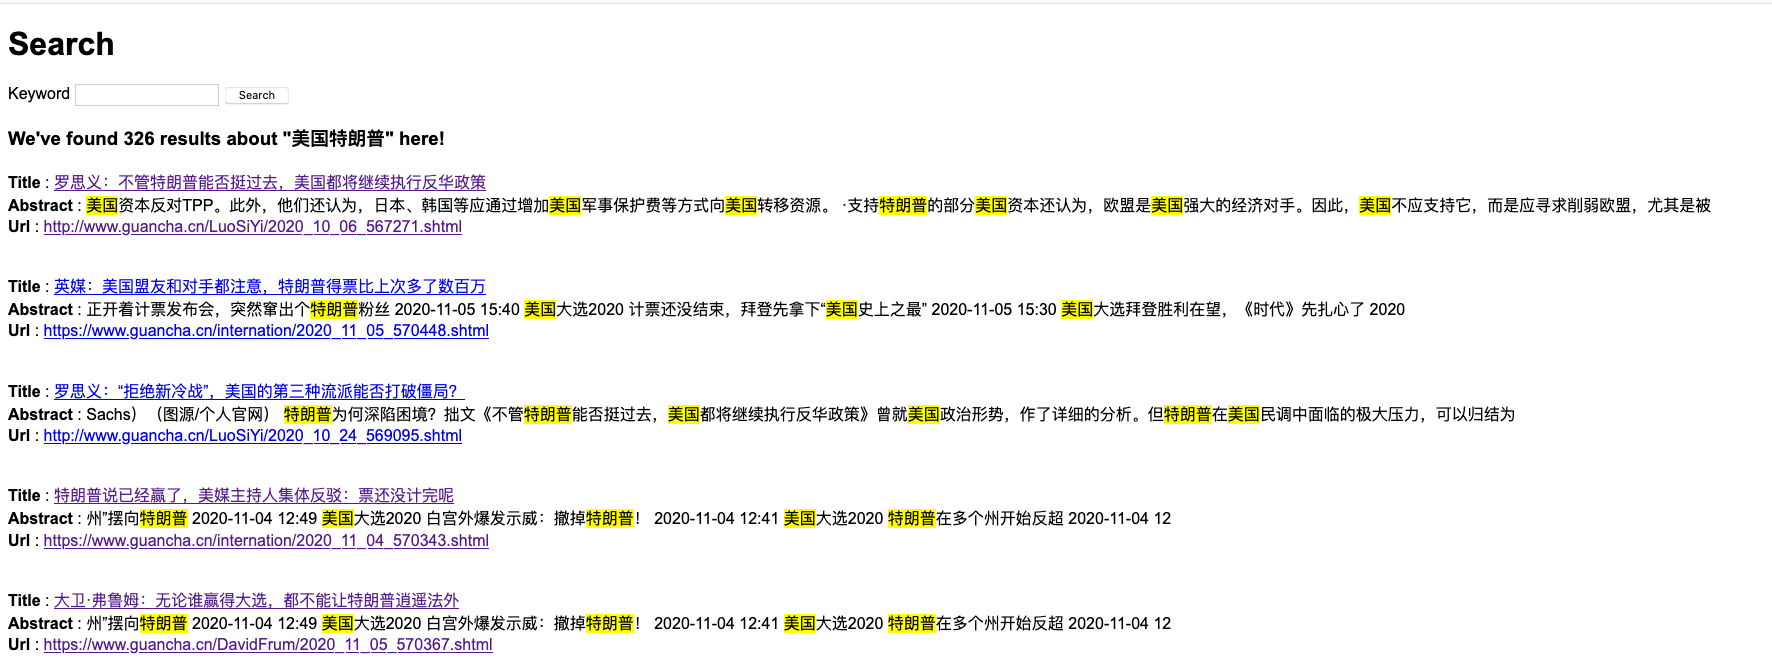 Search
Keyword Search
We've found 326 results about "美国特朗普" here!
Title : 罗思义：不管特朗普能否挺过去，美国都将继续执行反华政策
Abstract : 美国资本反对TPP。此外，他们还认为，日本、韩国等应通过增加美国军事保护费等方式向美国转移资源。 ·支持特朗普的部分美国资本还认为，欧盟是美国强大的经济对手。因此，美国不应支持它，而是应寻求削弱欧盟，尤其是被
Url : http://www.guancha.cn/LuoSiYi/2020_10_06_567271.shtml
Title : 英媒：美国盟友和对手都注意，特朗普得票比上次多了数百万
Abstract : 正开着计票发布会，突然窜出个特朗普粉丝 2020-11-05 15:40 美国大选2020 计票还没结束，拜登先拿下“美国史上之最” 2020-11-05 15:30 美国大选拜登胜利在望，《时代》先扎心了 2020
Url : https://www.guancha.cn/internation/2020_11_05_570448.shtml
Title : 罗思义：“拒绝新冷战”，美国的第三种流派能否打破僵局？
Abstract : Sachs）（图源/个人官网） 特朗普为何深陷困境？拙文《不管特朗普能否挺过去，美国都将继续执行反华政策》曾就美国政治形势，作了详细的分析。但特朗普在美国民调中面临的极大压力，可以归结为
Url : http://www.guancha.cn/LuoSiYi/2020_10_24_569095.shtml
Title : 特朗普说已经赢了，美媒主持人集体反驳：票还没计完呢
Abstract : 州”摆向特朗普 2020-11-04 12:49 美国大选2020 白宫外爆发示威：撤掉特朗普！ 2020-11-04 12:41 美国大选2020 特朗普在多个州开始反超 2020-11-04 12
Url : https://www.guancha.cn/internation/2020_11_04_570343.shtml
Title : 大卫·弗鲁姆：无论谁赢得大选，都不能让特朗普逍遥法外
Abstract : 州”摆向特朗普 2020-11-04 12:49 美国大选2020 白宫外爆发示威：撤掉特朗普！ 2020-11-04 12:41 美国大选2020 特朗普在多个州开始反超 2020-11-04 12
Url : https://www.guancha.cn/DavidFrum/2020_11_05_570367.shtml